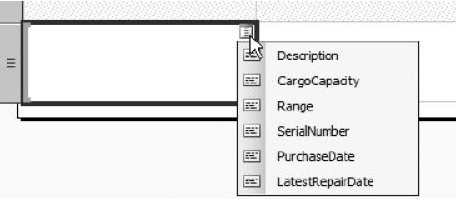 Description
CargoCapacity
Range
SerialNumber
PurchaseDate
LatestRepairDate